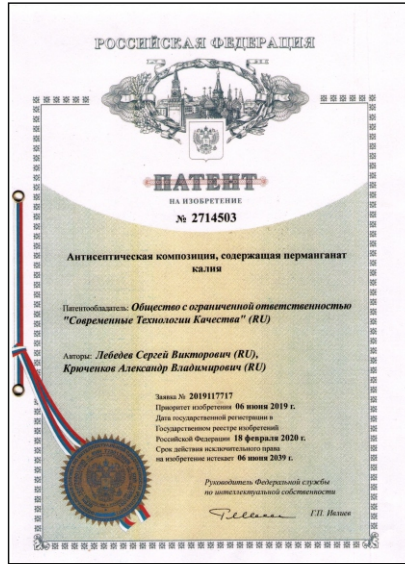 РОССИЙСКАЯ ФЕДЕРАЦИЯ
ПАТЕНТ
НА ИЗОБРЕТЕНИЕ
№ 2714503
Антисептическая композиция, содержащая перманганат
калия
Патентообладатель: Общество с ограниченной ответственностью
"Современные Технологии Качества" (RU)
Авторы: Лебедев Сергей Викторович (RU),
Крюченков Александр Владимирович (RU)
Заявка № 2019117717
Приоритет изобретения 06 июня 2019 г.
Дата государственной регистрации в
Государственном реестре изобретений
Российской Федерации 18 февраля 2020 г.
Срок действия исключительного права
на изобретение истекает 06 июня 2039 г.
Руководитель Федеральной службы
по интеллектуальной собственности
Г.П. Ивлиев